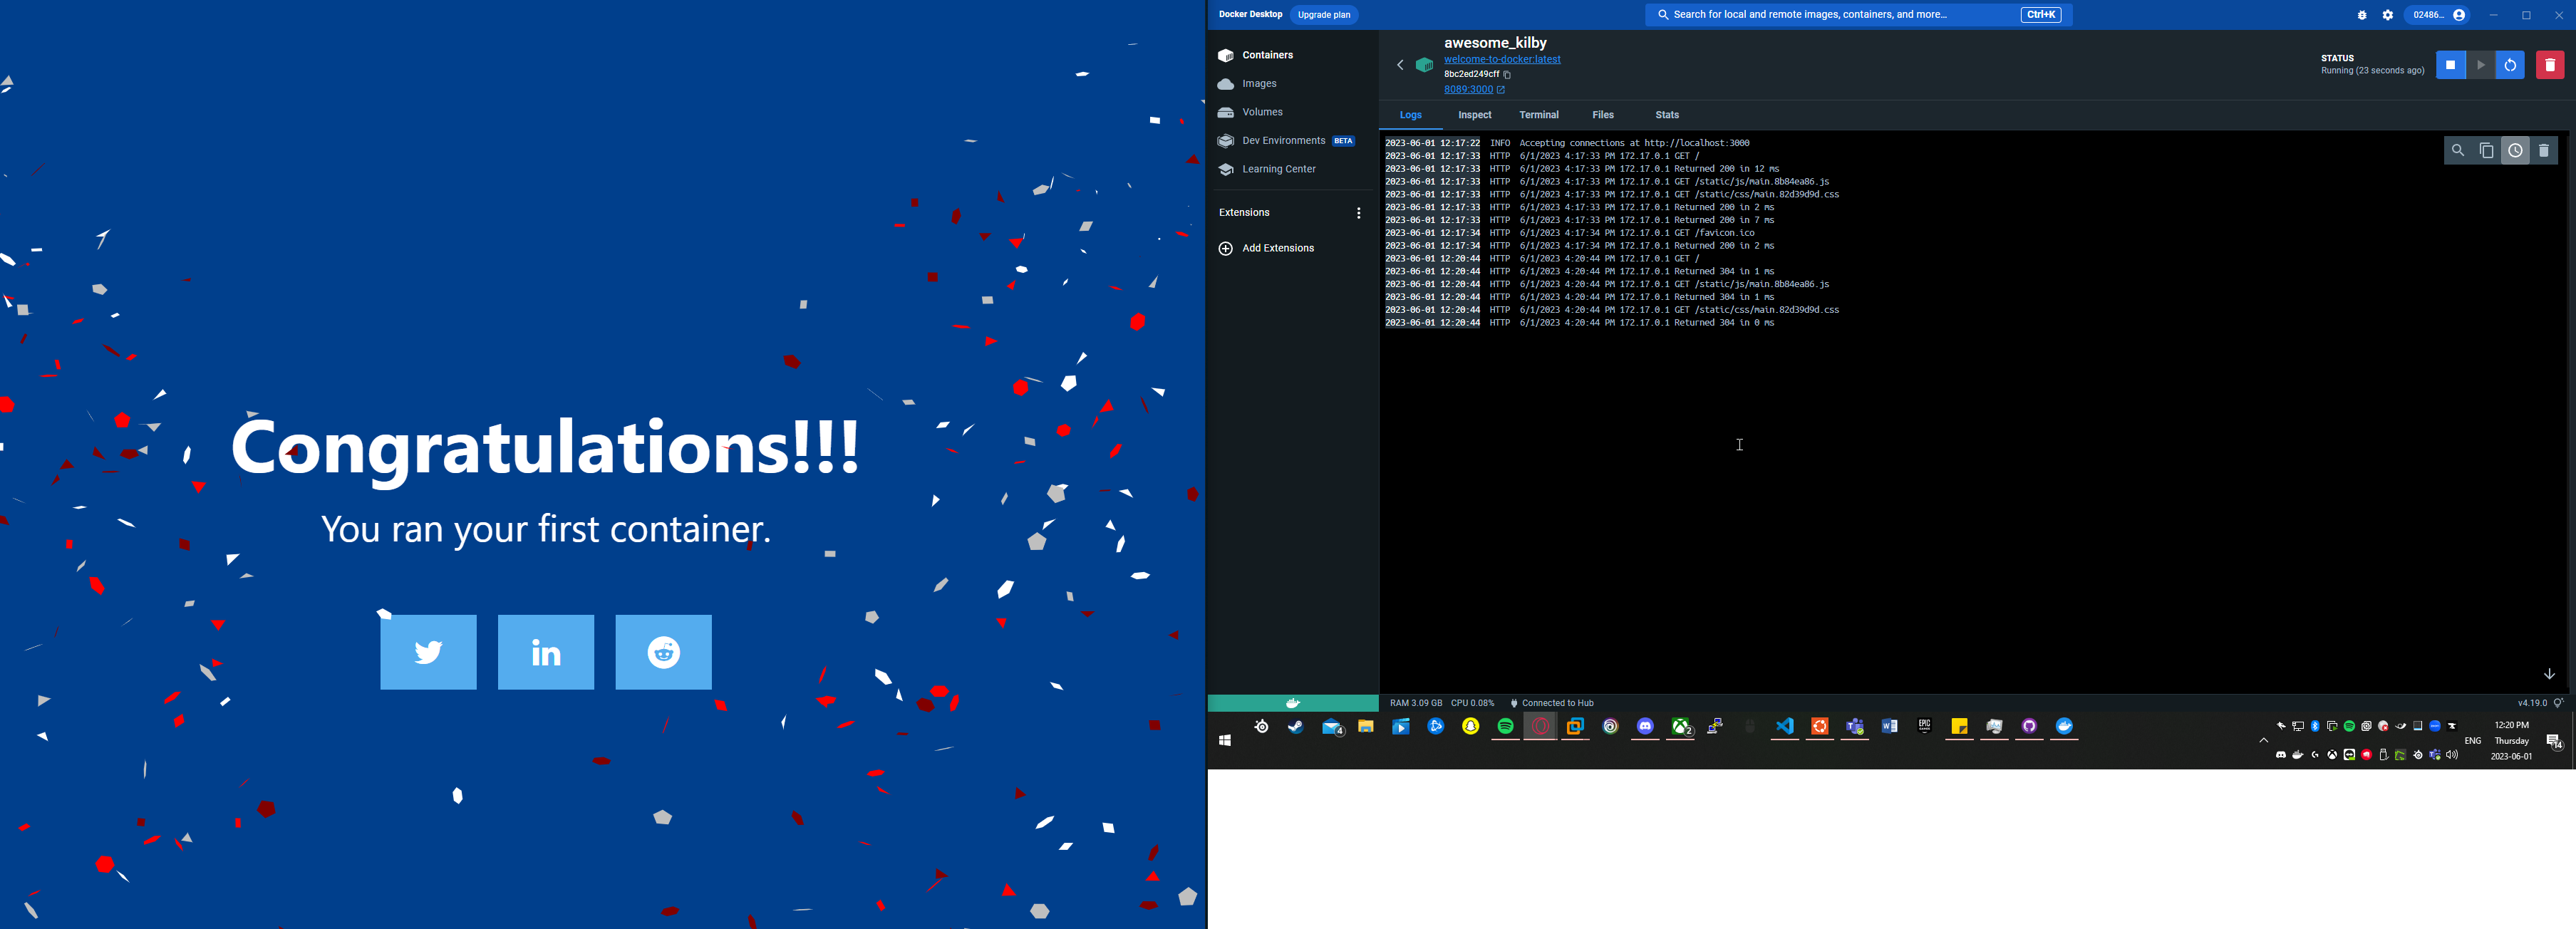 Congratulations!!!
You ran your first container.
in
Docker Desktop
Upgrade plan
Search for local and remote images, containers, and more...
Ctrl+K
02486...
Containers
Images
Volumes
Dev Environments BETA
Learning Center
Extensions
Add Extensions
awesome_kilby
welcome-to-docker:latest
8bc2ed249cff
8089:3000
STATUS
Running (23 seconds ago)
Logs Inspect Terminal Files Stats
2023-06-01 12:17:22 INFO Accepting connections at http://localhost:3000
2023-06-01 12:17:33 HTTP 6/1/2023 4:17:33 PM 172.17.0.1 GET /
2023-06-01 12:17:33 HTTP 6/1/2023 4:17:33 PM 172.17.0.1 Returned 200 in 12 ms
2023-06-01 12:17:33 HTTP 6/1/2023 4:17:33 PM 172.17.0.1 GET /static/js/main.8b84ea86.js
2023-06-01 12:17:33 HTTP 6/1/2023 4:17:33 PM 172.17.0.1 GET /static/css/main.82d39d9d.css
2023-06-01 12:17:33 HTTP 6/1/2023 4:17:33 PM 172.17.0.1 Returned 200 in 2 ms
2023-06-01 12:17:33 HTTP 6/1/2023 4:17:33 PM 172.17.0.1 Returned 200 in 7 ms
2023-06-01 12:17:34 HTTP 6/1/2023 4:17:34 PM 172.17.0.1 GET /favicon.ico
2023-06-01 12:17:34 HTTP 6/1/2023 4:17:34 PM 172.17.0.1 Returned 200 in 2 ms
2023-06-01 12:20:44 HTTP 6/1/2023 4:20:44 PM 172.17.0.1 GET /
2023-06-01 12:20:44 HTTP 6/1/2023 4:20:44 PM 172.17.0.1 Returned 304 in 1 ms
2023-06-01 12:20:44 HTTP 6/1/2023 4:20:44 PM 172.17.0.1 GET /static/js/main.8b84ea86.js
2023-06-01 12:20:44 HTTP 6/1/2023 4:20:44 PM 172.17.0.1 Returned 304 in 1 ms
2023-06-01 12:20:44 HTTP 6/1/2023 4:20:44 PM 172.17.0.1 GET /static/css/main.82d39d9d.css
2023-06-01 12:20:44 HTTP 6/1/2023 4:20:44 PM 172.17.0.1 Returned 304 in 0 ms
RAM 3.09 GB CPU 0.08% Connected to Hub
v4.19.0
4
2
EPIC
ENG
12:20 PM
Thursday
2023-06-01
14